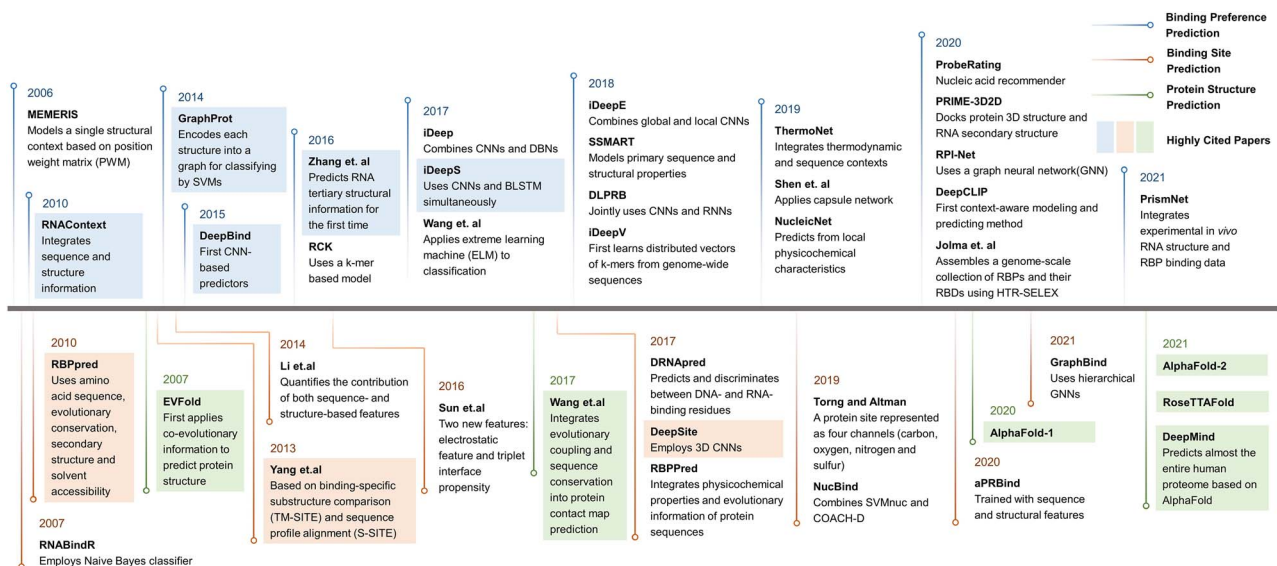 2006
MEMERIS
Models a single structural
context based on position
weight matrix (PWM)
2010
RNAContext
Integrates
sequence and
structure
information
2014
GraphProt
Encodes each
structure into a
graph for classifying
by SVMs
2015
DeepBind
First CNN-
based
predictors
2016
Zhang et. al
Predicts RNA
tertiary structural
information for
the first time
RCK
Uses a k-mer
based model
2017
iDeep
Combines CNNs and DBNs
iDeepS
Uses CNNs and BLSTM
simultaneously
Wang et. al
Applies extreme learning
machine (ELM) to
classification
2018
iDeepE
Combines global and local CNNs
SSMART
Models primary sequence and
structural properties
DLPRB
Jointly uses CNNs and RNNs
iDeepV
First learns distributed vectors
of k-mers from genome-wide
sequences
2019
ThermoNet
Integrates thermodynamic
and sequence contexts
Shen et. al
Applies capsule network
NucleicNet
Predicts from local
physicochemical
characteristics
2020
ProbeRating
Nucleic acid recommender
PRIME-3D2D
Docks protein 3D structure and
RNA secondary structure
RPI-Net
Uses a graph neural network(GNN)
DeepCLIP
First context-aware modeling and
predicting method
Jolma et. al
Assembles a genome-scale
collection of RBPs and their
RBDs using HTR-SELEX
2021
PrismNet
Integrates
experimental in vivo
RNA structure and
RBP binding data
Binding Preference
Prediction
Binding Site
Prediction
Protein Structure
Prediction
Highly Cited Papers
2010
RBPpred
Uses amino
acid sequence,
evolutionary
conservation,
secondary
structure and
solvent
accessibility
2007
RNABindR
Employs Naive Bayes classifier
2007
EVFold
First applies
co-evolutionary
information to
predict protein
structure
2014
Li et.al
Quantifies the contribution
of both sequence- and
structure-based features
2013
Yang et.al
Based on binding-specific
substructure comparison
(TM-SITE) and sequence
profile alignment (S-SITE)
2016
Sun et.al
Two new features:
electrostatic
feature and triplet
interface
propensity
2017
Wang et.al
Integrates
evolutionary
coupling and
sequence
conservation
into protein
contact map
prediction
2017
DRNApred
Predicts and discriminates
between DNA- and RNA-
binding residues
DeepSite
Employs 3D CNNs
RBPPred
Integrates physicochemical
properties and evolutionary
information of protein
sequences
2019
Torng and Altman
A protein site represented
as four channels (carbon,
oxygen, nitrogen and
sulfur)
NucBind
Combines SVMnuc and
COACH-D
2020
AlphaFold-1
2020
aPRBind
Trained with sequence
and structural features
2021
GraphBind
Uses hierarchical
GNNs
2021
AlphaFold-2
RoseTTAFold
DeepMind
Predicts almost the
entire human
proteome based on
AlphaFold